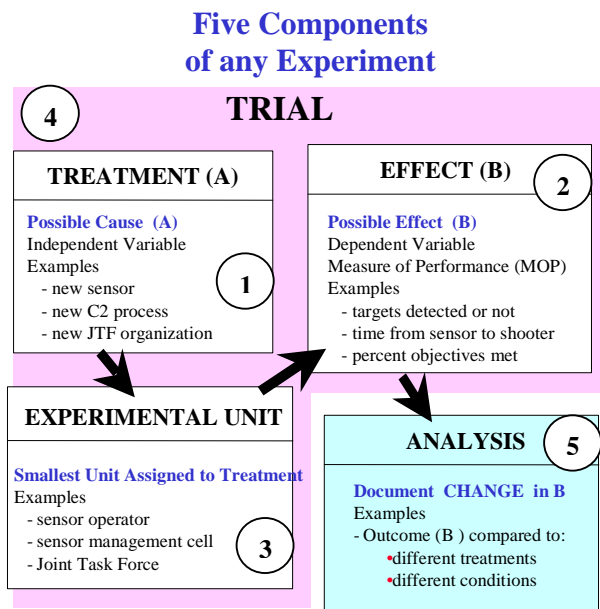 Five Components
of any Experiment
4
TRIAL
TREATMENT (A)
Possible Cause (A)
Independent Variable
Examples
- new sensor
- new C2 process
- new JTF organization
1
EFFECT (B)
2
Possible Effect (B)
Dependent Variable
Measure of Performance (MOP)
Examples
- targets detected or not
- time from sensor to shooter
- percent objectives met
EXPERIMENTAL UNIT
Smallest Unit Assigned to Treatment
Examples
- sensor operator
- sensor management cell
- Joint Task Force
3
ANALYSIS
5
Document CHANGE in B
Examples
- Outcome (B ) compared to:
•different treatments
•different conditions